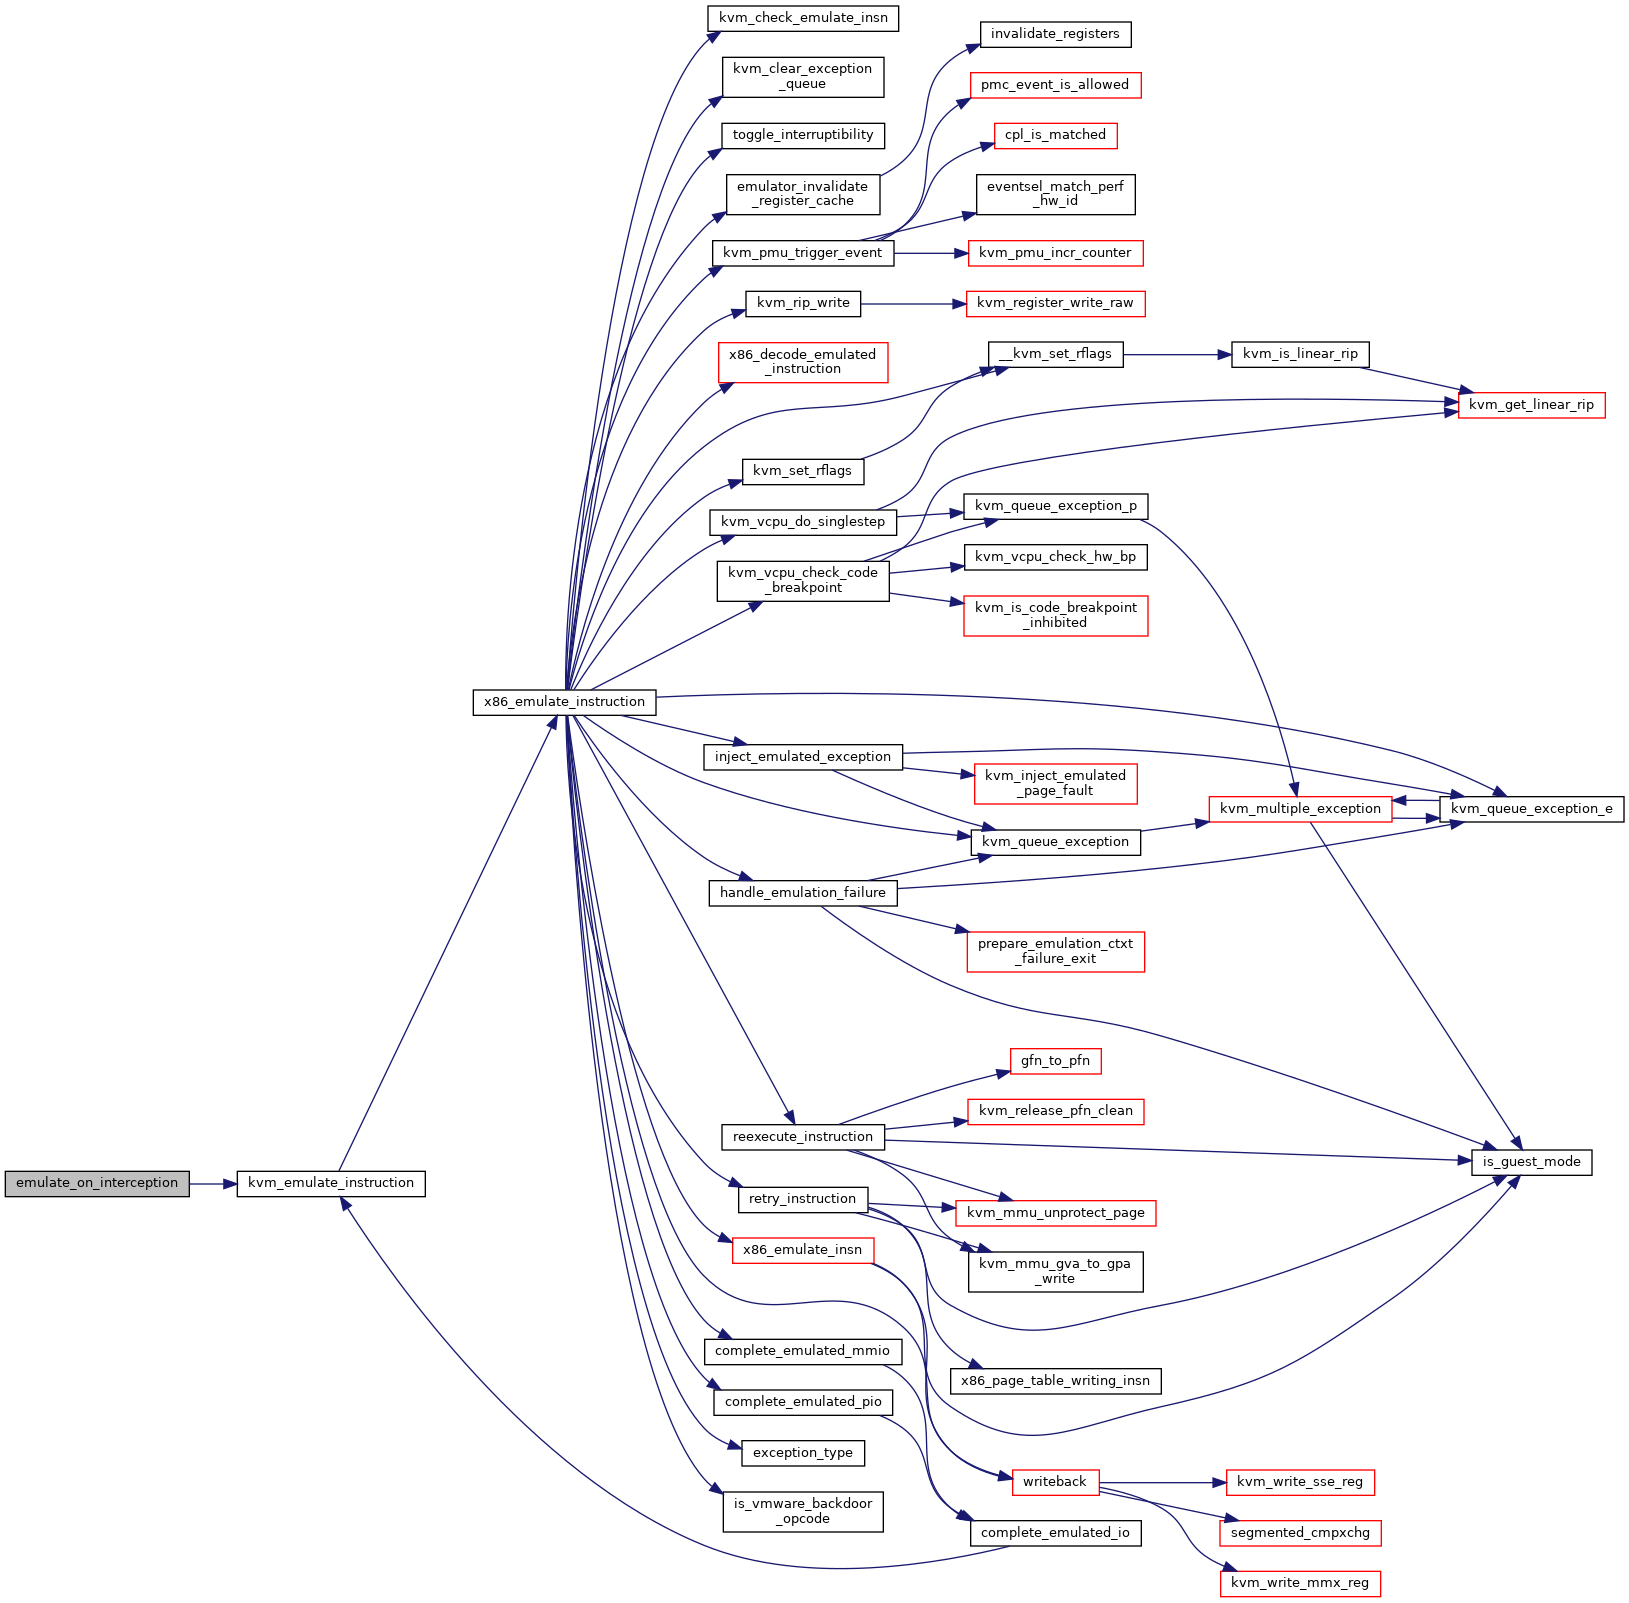 emulate_on_interception
kvm_emulate_instruction
x86_emulate_instruction
kvm_check_emulate_insn
kvm_clear_exception
_queue
toggle_interruptibility
emulator_invalidate
_register_cache
kvm_pmu_trigger_event
kvm_rip_write
x86_decode_emulated
_instruction
kvm_set_rflags
kvm_vcpu_do_singlestep
kvm_vcpu_check_code
_breakpoint
inject_emulated_exception
handle_emulation_failure
reexecute_instruction
retry_instruction
x86_emulate_insn
complete_emulated_mmio
complete_emulated_pio
exception_type
is_vmware_backdoor
_opcode
invalidate_registers
pmc_event_is_allowed
cpl_is_matched
eventsel_match_perf
_hw_id
kvm_pmu_incr_counter
kvm_register_write_raw
__kvm_set_rflags
kvm_queue_exception_p
kvm_vcpu_check_hw_bp
kvm_is_code_breakpoint
_inhibited
kvm_inject_emulated
_page_fault
kvm_queue_exception
prepare_emulation_ctxt
_failure_exit
gfn_to_pfn
kvm_release_pfn_clean
kvm_mmu_unprotect_page
kvm_mmu_gva_to_gpa
_write
x86_page_table_writing_insn
writeback
complete_emulated_io
kvm_is_linear_rip
kvm_multiple_exception
kvm_write_sse_reg
segmented_cmpxchg
kvm_write_mmx_reg
kvm_get_linear_rip
kvm_queue_exception_e
is_guest_mode